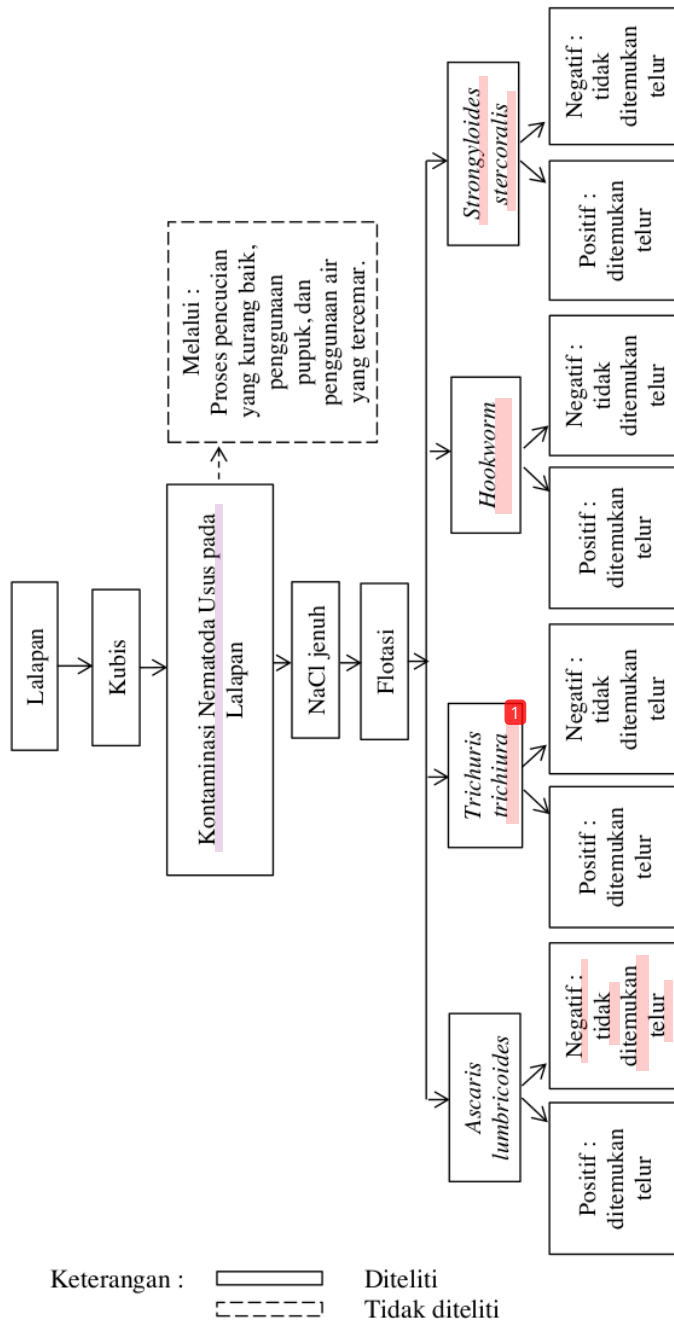 Lalapan
Kubis
Kontaminasi Nematoda Usus pada
Lalapan
Melalui :
Proses pencucian
yang kurang baik,
penggunaan
pupuk, dan
penggunaan air
yang tercemar.
NaCl jenuh
Flotasi
Ascaris
lumbricoides
Trichuris
trichiura
1
Hookworm
Strongyloides
stercoralis
Positif :
ditemukan
telur
Negatif :
tidak
ditemukan
telur
Positif :
ditemukan
telur
Negatif :
tidak
ditemukan
telur
Positif :
ditemukan
telur
Negatif :
tidak
ditemukan
telur
Positif :
ditemukan
telur
Negatif :
tidak
ditemukan
telur
Keterangan :
Diteliti
Tidak diteliti